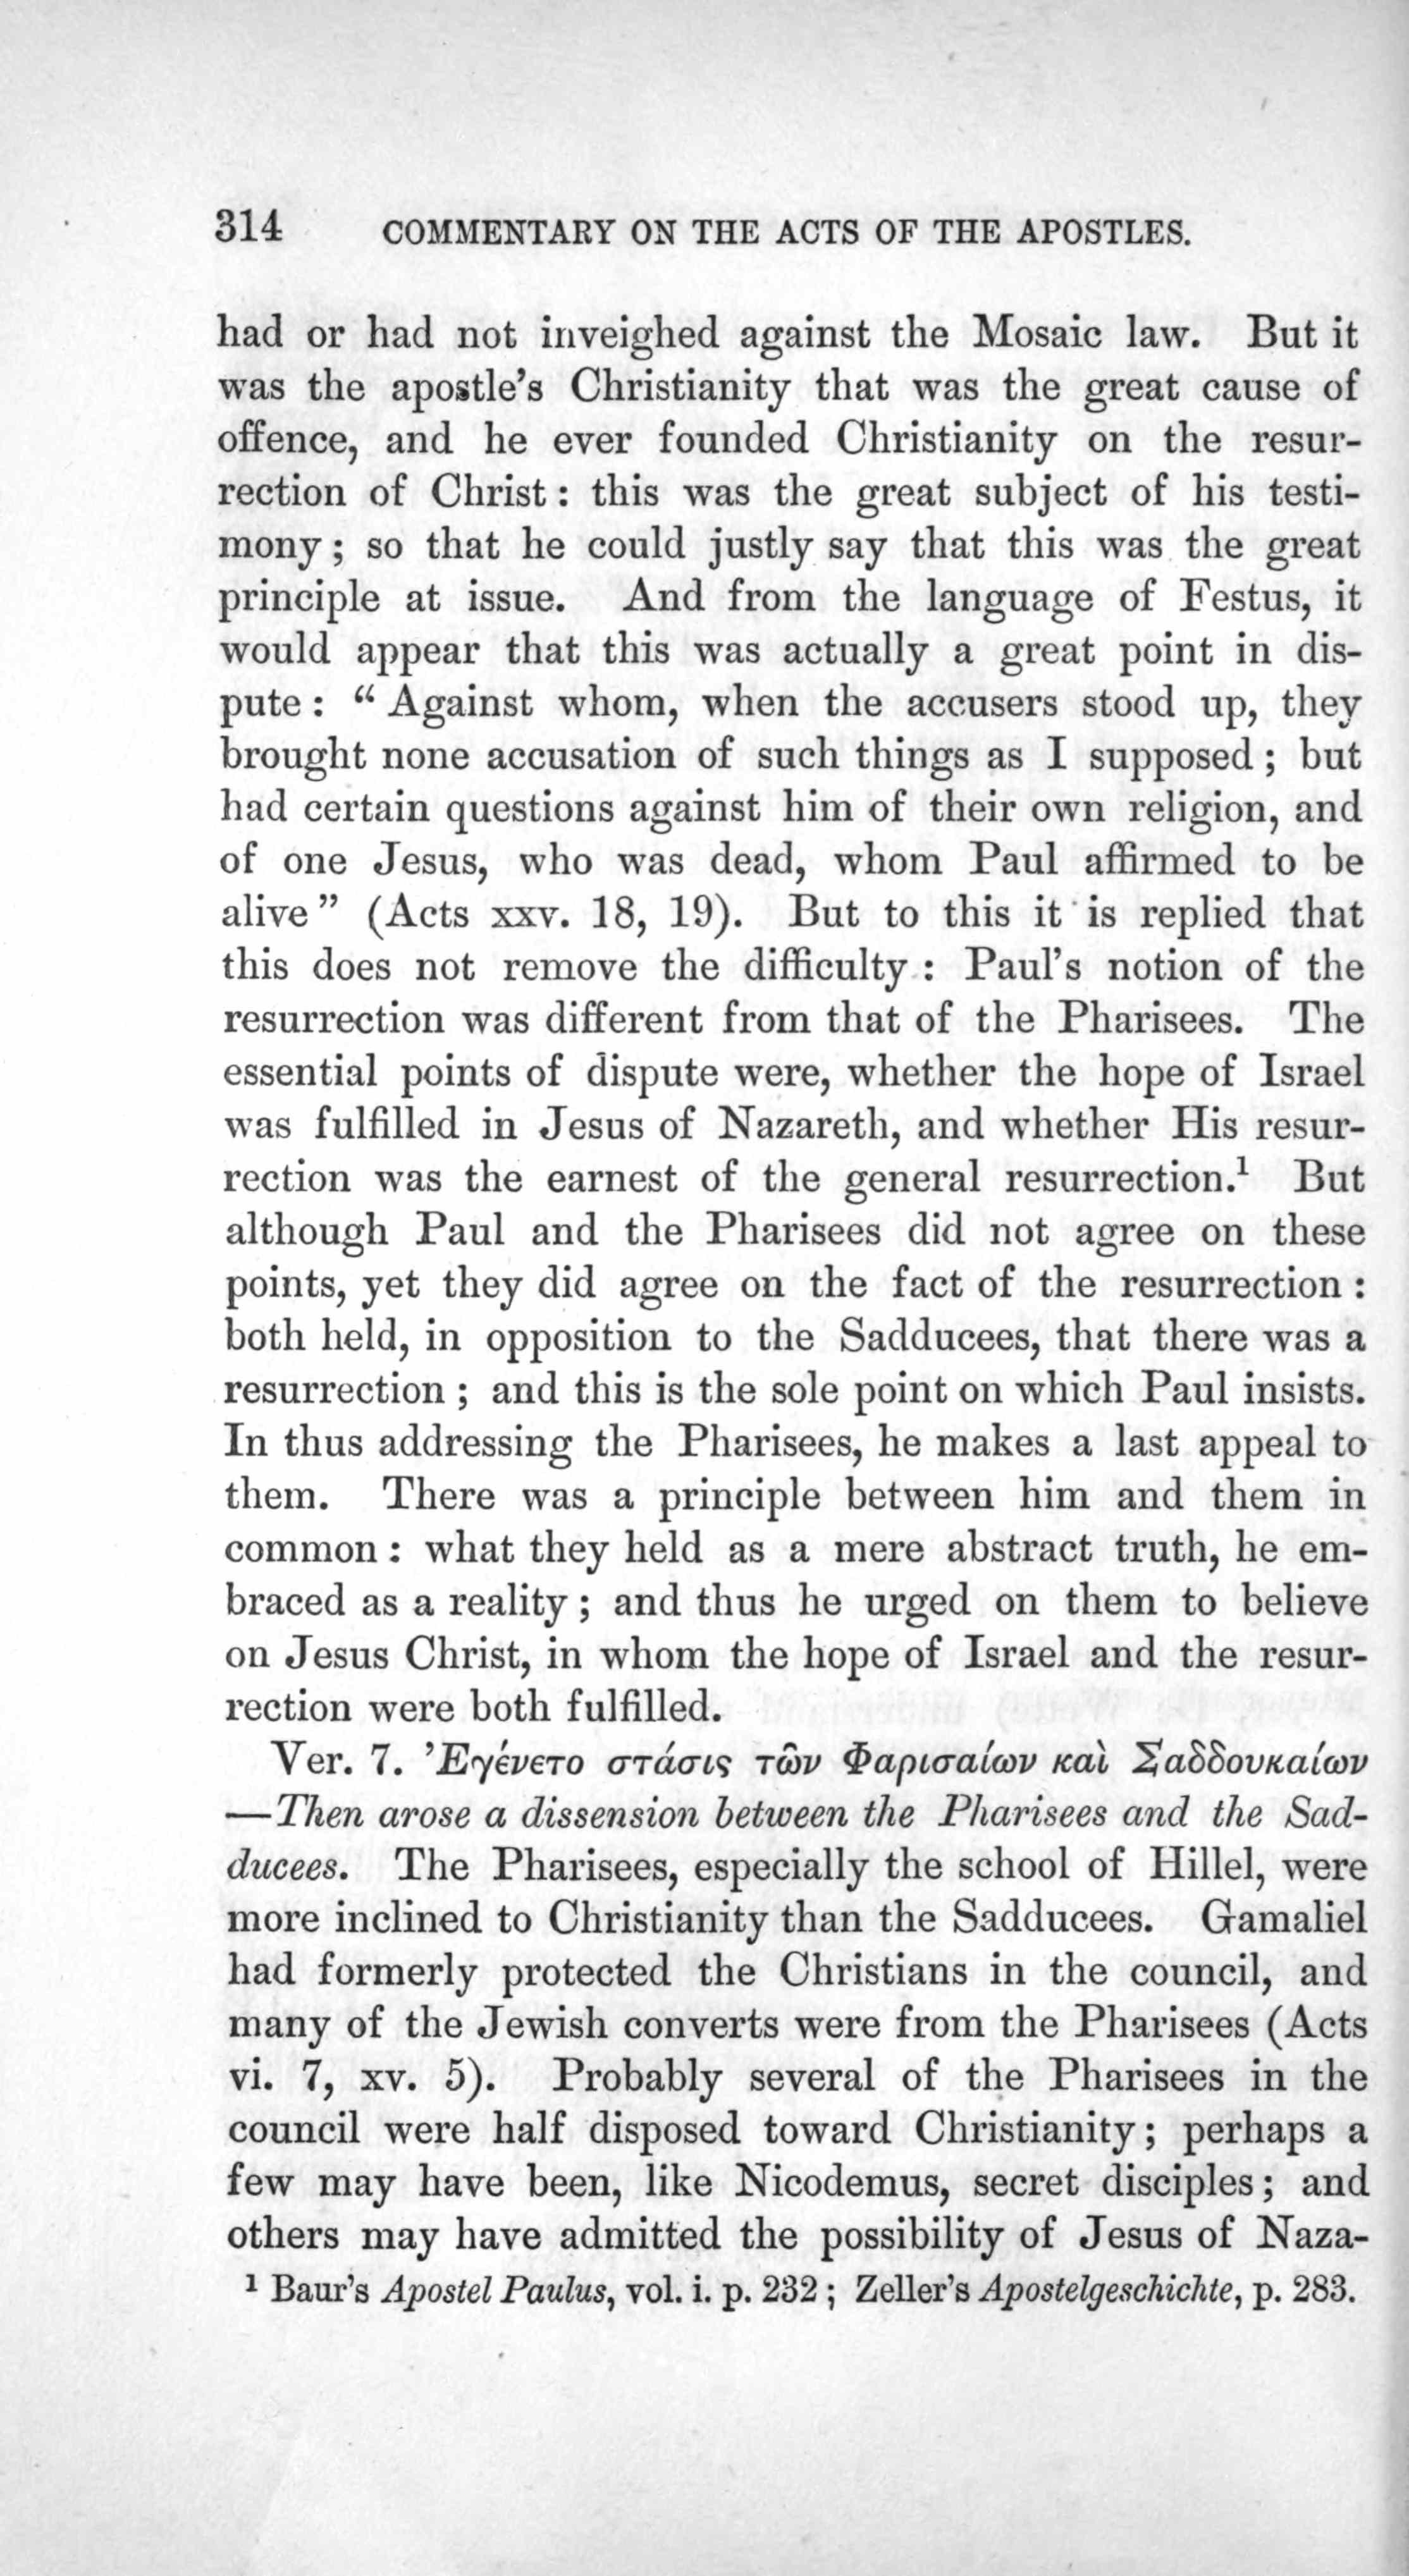 314 COMMENTARY ON THE ACTS OF THE APOSTLES.
had or had not inveighed against the Mosaic law. But it
was the apostle's Christianity that was the great cause of
offence, and he ever founded Christianity on the resur-
rection of Christ: this was the great subject of his testi-
mony; so that he could justly say that this was the great
principle at issue. And from the language of Festus, it
would appear that this was actually a great point in dis-
pute: “Against whom, when the accusers stood up, they
brought none accusation of such things as I supposed; but
had certain questions against him of their own religion, and
of one Jesus, who was dead, whom Paul affirmed to be
alive” (Acts xxv. 18, 19). But to this it is replied that
this does not remove the difficulty: Paul's notion of the
resurrection was different from that of the Pharisees. The
essential points of dispute were, whether the hope of Israel
was fulfilled in Jesus of Nazareth, and whether His resur-
rection was the earnest of the general resurrection.¹ But
although Paul and the Pharisees did not agree on these
points, yet they did agree on the fact of the resurrection:
both held, in opposition to the Sadducees, that there was a
resurrection; and this is the sole point on which Paul insists.
In thus addressing the Pharisees, he makes a last appeal to
them. There was a principle between him and them in
common: what they held as a mere abstract truth, he em-
braced as a reality; and thus he urged on them to believe
on Jesus Christ, in whom the hope of Israel and the resur-
rection were both fulfilled.
Ver. 7. Ἐγένετο στάσις τῶν Φαρισαίων καὶ Σαδδουκαίων
—Then arose a dissension between the Pharisees and the Sad-
ducees. The Pharisees, especially the school of Hillel, were
more inclined to Christianity than the Sadducees. Gamaliel
had formerly protected the Christians in the council, and
many of the Jewish converts were from the Pharisees (Acts
vi. 7, xv. 5). Probably several of the Pharisees in the
council were half disposed toward Christianity; perhaps a
few may have been, like Nicodemus, secret disciples; and
others may have admitted the possibility of Jesus of Naza-
¹ Baur's Apostel Paulus, vol. i. p. 232; Zeller's Apostelgeschichte, p. 283.